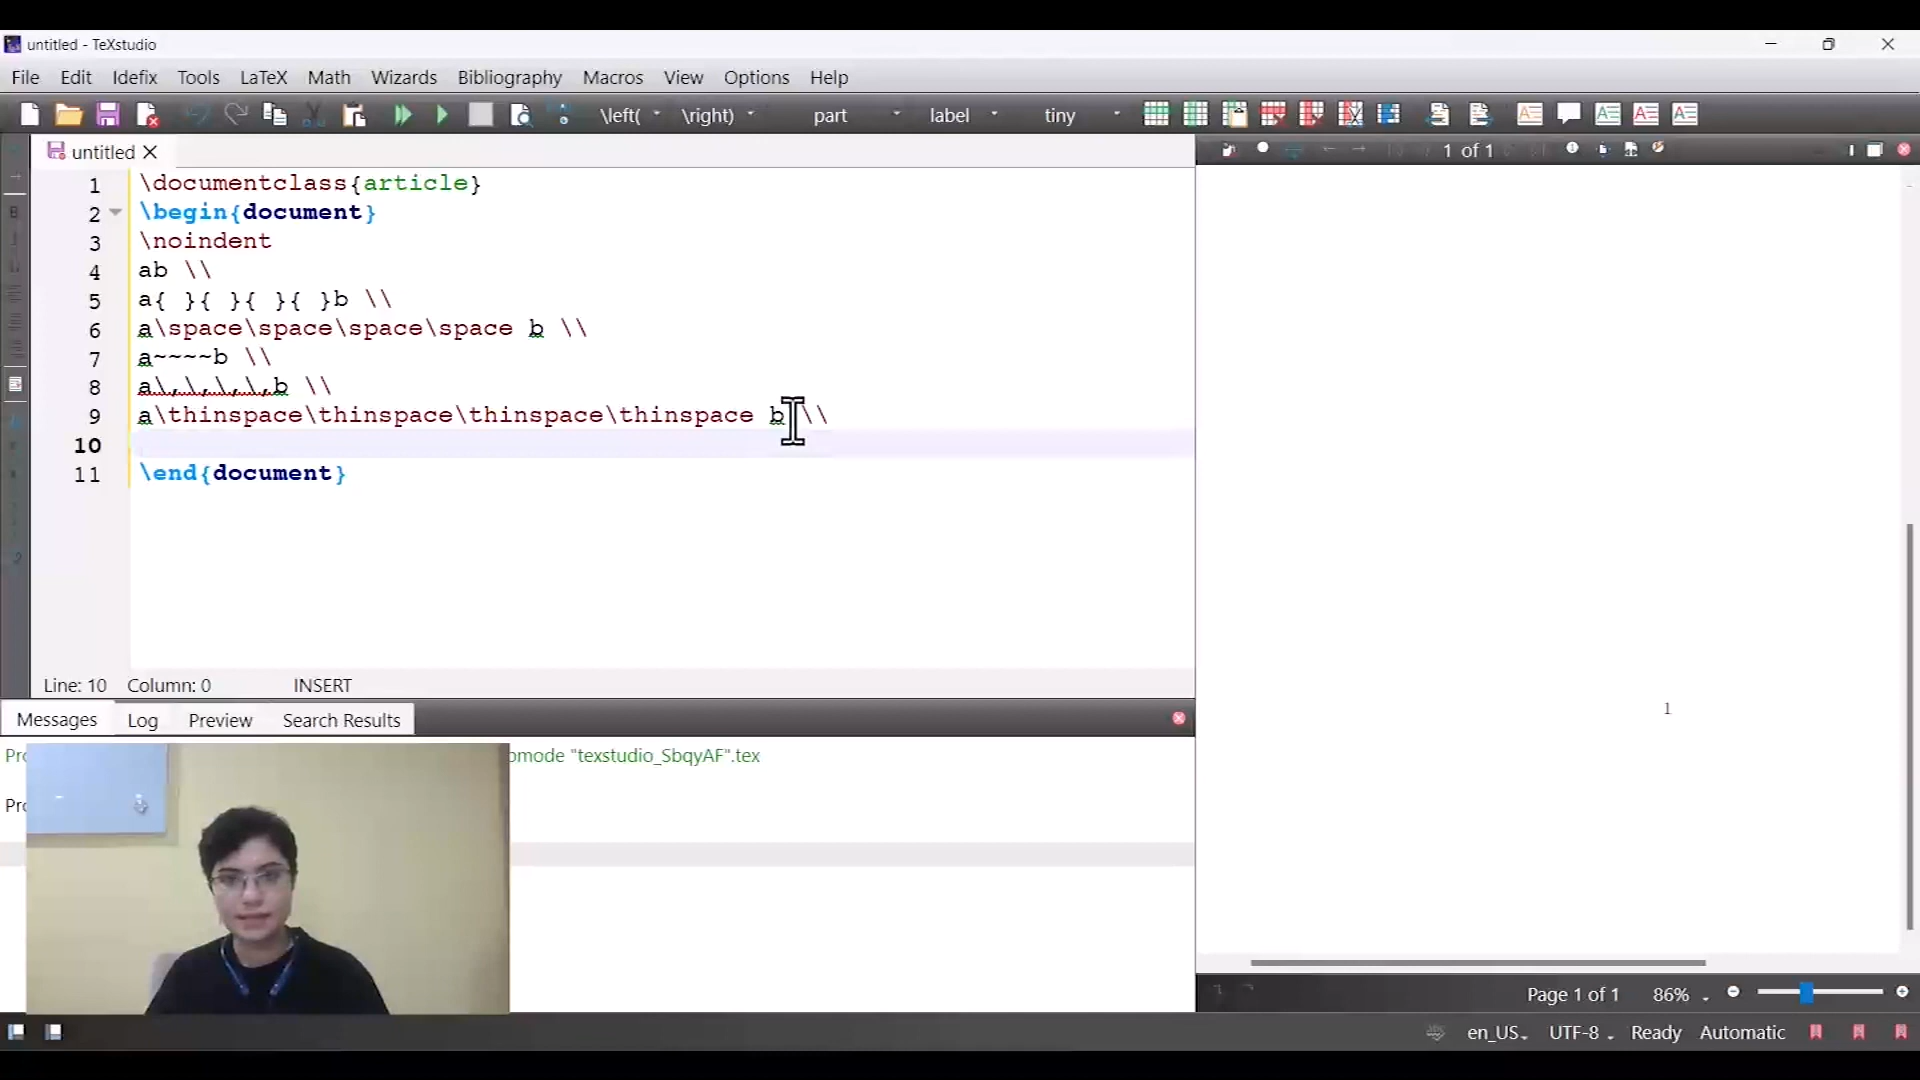 untitled - TeXstudio
File Edit Idefix Tools LaTeX Math Wizards Bibliography Macros View Options Help
\left( \right) part label tiny
untitled
1 of 1
1 \documentclass{article}
2 \begin{document}
3 \noindent
4 ab \\
5 a{ }{ }{ }{ }b \\
6 a\space\space\space\space b \\
7 a~~~~b \\
8 a\,\,\,\,b \\
9 a\thinspace\thinspace\thinspace\thinspace b \\
10
11 \end{document}
1
Line: 10 Column: 0 INSERT
Messages Log Preview Search Results
"texstudio_SbqyAF".tex
Page 1 of 1 86%
en_US UTF-8 Ready Automatic